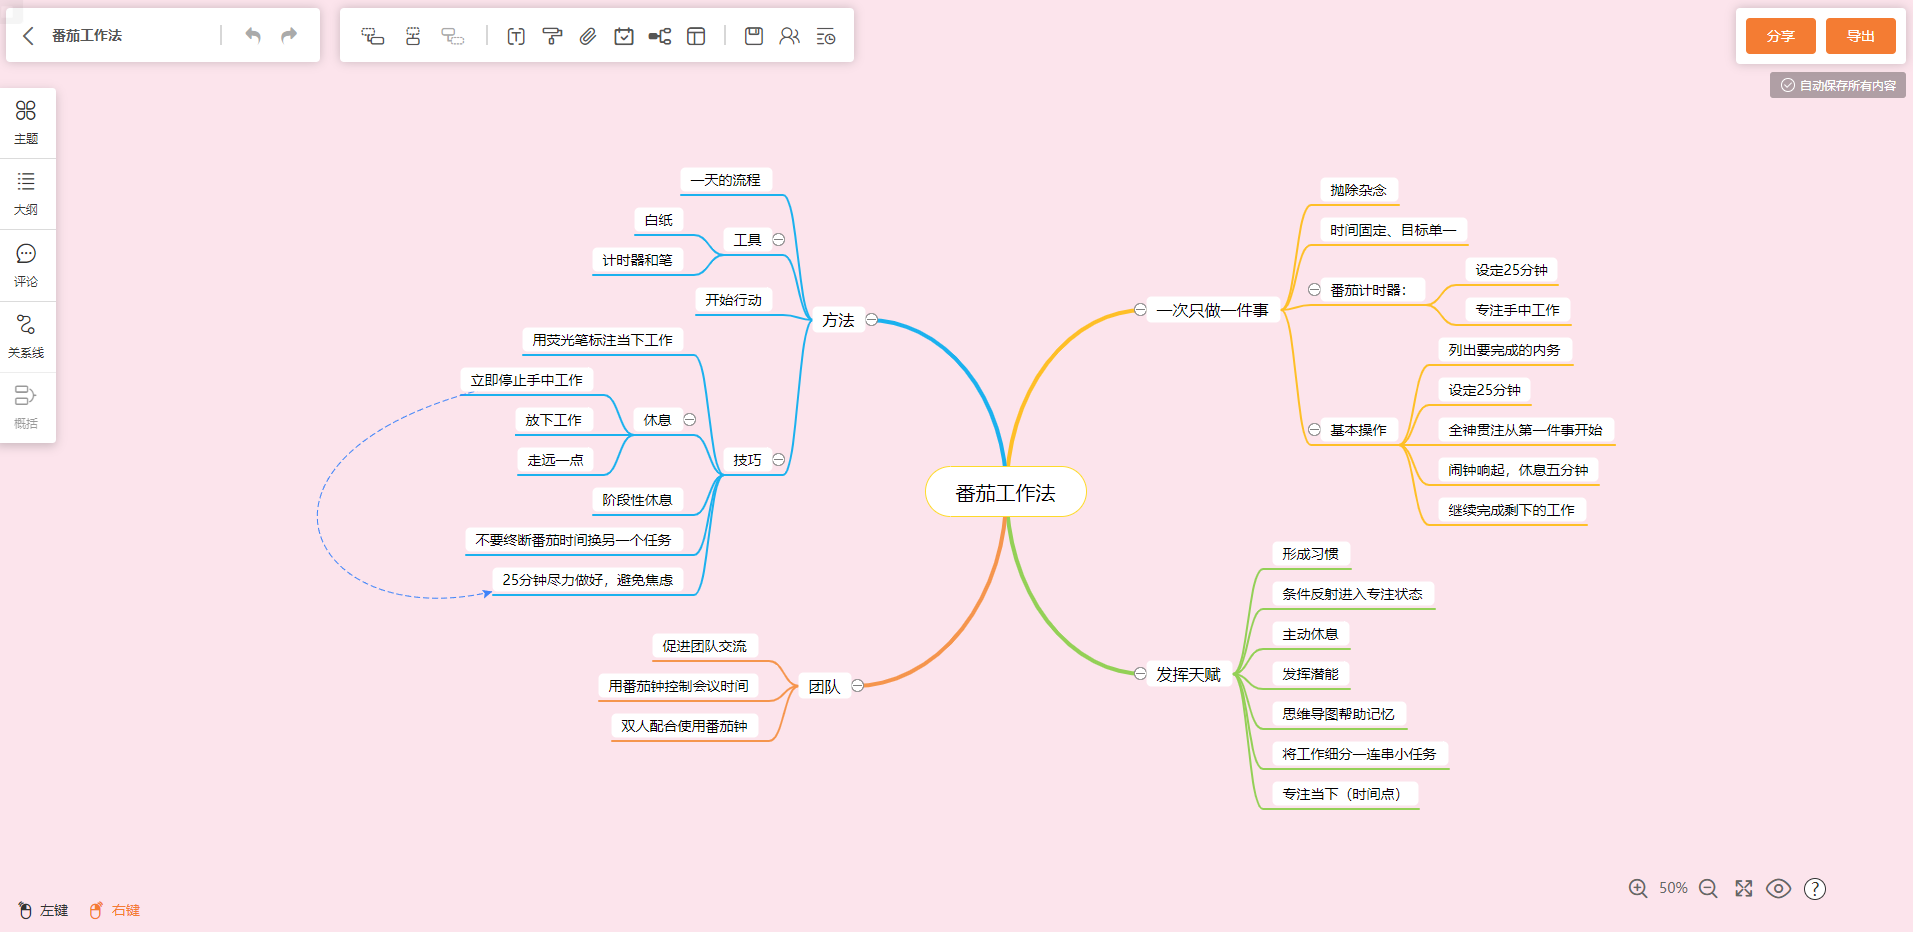 番茄工作法
分享
导出
自动保存所有内容
主题
大纲
评论
关系线
概括
一天的流程
白纸
工具
计时器和笔
开始行动
方法
用荧光笔标注当下工作
立即停止手中工作
放下工作
休息
走远一点
技巧
阶段性休息
不要终断番茄时间换另一个任务
25分钟尽力做好，避免焦虑
促进团队交流
用番茄钟控制会议时间
团队
双人配合使用番茄钟
番茄工作法
抛除杂念
时间固定、目标单一
一次只做一件事
番茄计时器：
设定25分钟
专注手中工作
基本操作
列出要完成的内务
设定25分钟
全神贯注从第一件事开始
闹钟响起，休息五分钟
继续完成剩下的工作
形成习惯
条件反射进入专注状态
主动休息
发挥天赋
发挥潜能
思维导图帮助记忆
将工作细分一连串小任务
专注当下（时间点）
左键
右键
50%